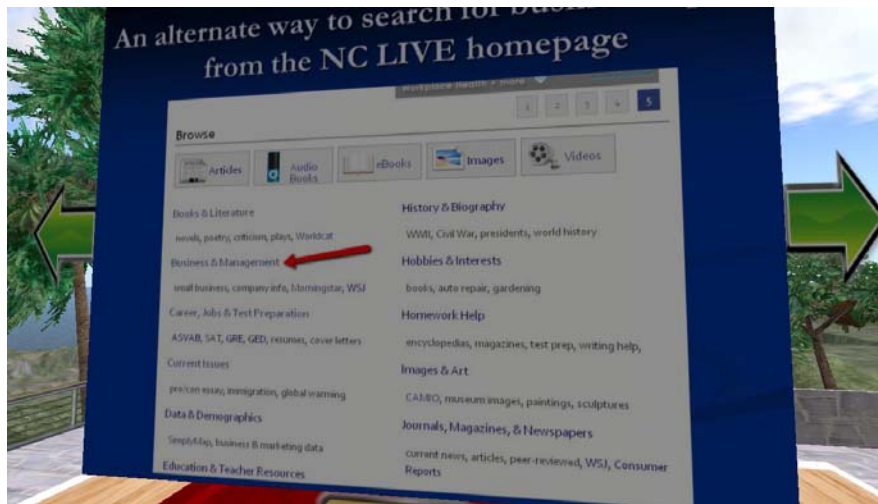 An alternate way to search for
from the NC LIVE homepage
Workplace Health + more
1 2 3 4 5
Browse
Articles
Audio
Books
eBooks
Images
Videos
Books & Literature
novels, poetry, criticism, plays, Worldcat
Business & Management
small business, company info, Morningstar, WSJ
Career, Jobs & Test Preparation
ASVAB, SAT, GRE, GED, resumes, cover letters
Current Issues
pro/con essay, immigration, global warming
Data & Demographics
SimplyMap, business & marketing data
Education & Teacher Resources
History & Biography
WWII, Civil War, presidents, world history
Hobbies & Interests
books, auto repair, gardening
Homework Help
encyclopedias, magazines, test prep, writing help,
Images & Art
CAMIO, museum images, paintings, sculptures
Journals, Magazines, & Newspapers
current news, articles, peer-reviewed, WSJ, Consumer
Reports